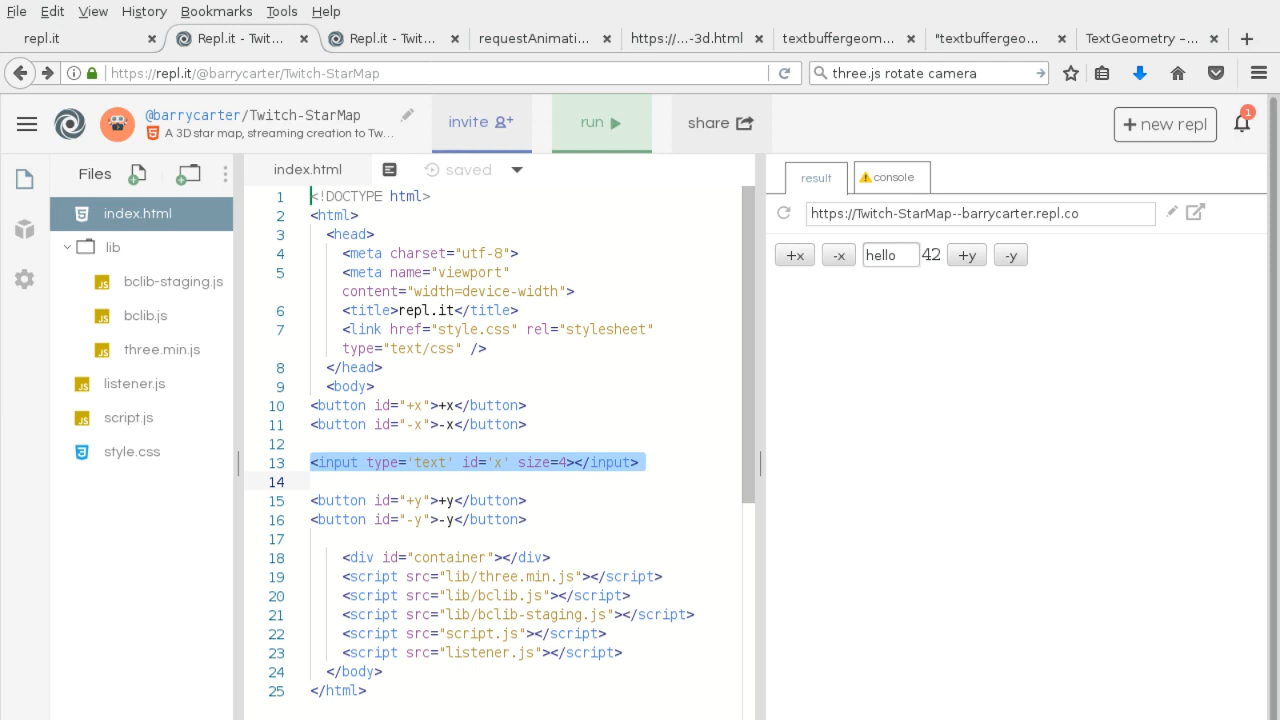 File Edit View History Bookmarks Tools Help
repl.it × Repl.it - Twit... × Repl.it - Twit... × requestAnimati... × https:/...-3d.html × textbuffergeom... × "textbuffergeo... × TextGeometry –... × +
https://repl.it/@barrycarter/Twitch-StarMap three.js rotate camera
@barrycarter/Twitch-StarMap
A 3D star map, streaming creation to Tw...
invite run share + new repl 1
Files
index.html
lib
bclib-staging.js
bclib.js
three.min.js
listener.js
script.js
style.css
index.html saved
1 <!DOCTYPE html>
2 <html>
3 <head>
4 <meta charset="utf-8">
5 <meta name="viewport"
content="width=device-width">
6 <title>repl.it</title>
7 <link href="style.css" rel="stylesheet"
type="text/css" />
8 </head>
9 <body>
10 <button id="+x">+x</button>
11 <button id="-x">-x</button>
12
13 <input type='text' id='x' size=4></input>
14
15 <button id="+y">+y</button>
16 <button id="-y">-y</button>
17
18 <div id="container"></div>
19 <script src="lib/three.min.js"></script>
20 <script src="lib/bclib.js"></script>
21 <script src="lib/bclib-staging.js"></script>
22 <script src="script.js"></script>
23 <script src="listener.js"></script>
24 </body>
25 </html>
result console
https://Twitch-StarMap--barrycarter.repl.co
+x -x hello 42 +y -y